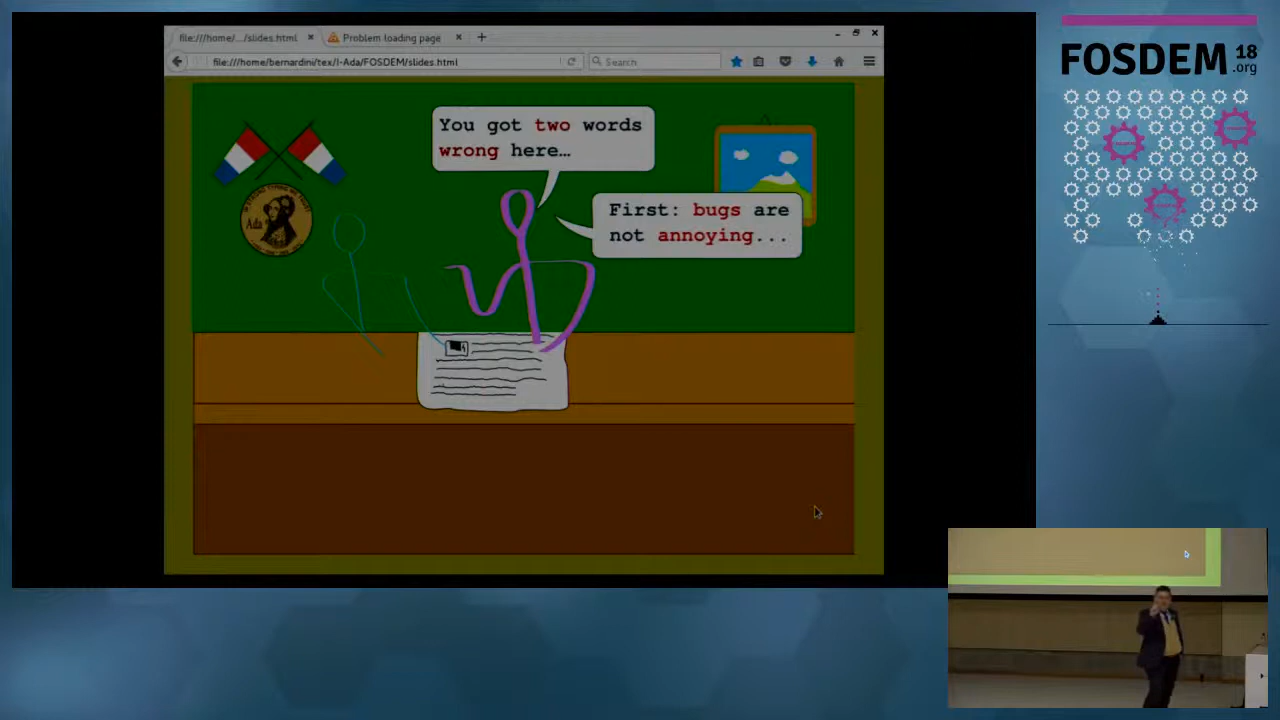 file:///home/.../slides.html
Problem loading page
file:///home/bernardini/tex/I-Ada/FOSDEM/slides.html
Search
You got two words
wrong here…
First: bugs are
not annoying...
Ada
FOSDEM 18
.org